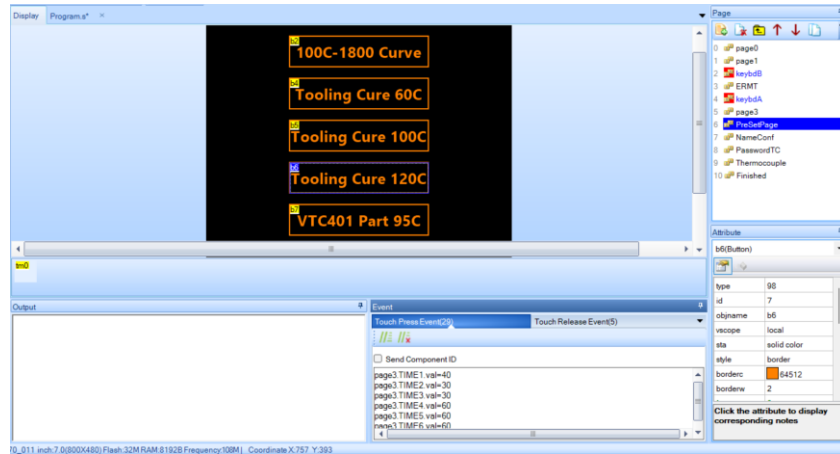 Display
Program.s*
b3
100C-1800 Curve
b4
Tooling Cure 60C
b5
Tooling Cure 100C
b6
Tooling Cure 120C
b7
VTC401 Part 95C
tm0
Output
Event
Touch Press Event(29)
Touch Release Event(5)
Send Component ID
page3.TIME1.val=40
page3.TIME2.val=30
page3.TIME3.val=30
page3.TIME4.val=60
page3.TIME5.val=60
page3.TIME6.val=60
Page
0 page0
1 page1
2 keybdB
3 ERMT
4 keybdA
5 page3
6 PreSetPage
7 NameConf
8 PasswordTC
9 Thermocouple
10 Finished
Attribute
b6(Button)
type 98
id 7
objname b6
vscope local
sta solid color
style border
borderc 64512
borderw 2
Click the attribute to display
corresponding notes
70_011 inch:7.0(800X480) Flash:32M RAM:8192B Frequency:108M | Coordinate X:757 Y:393